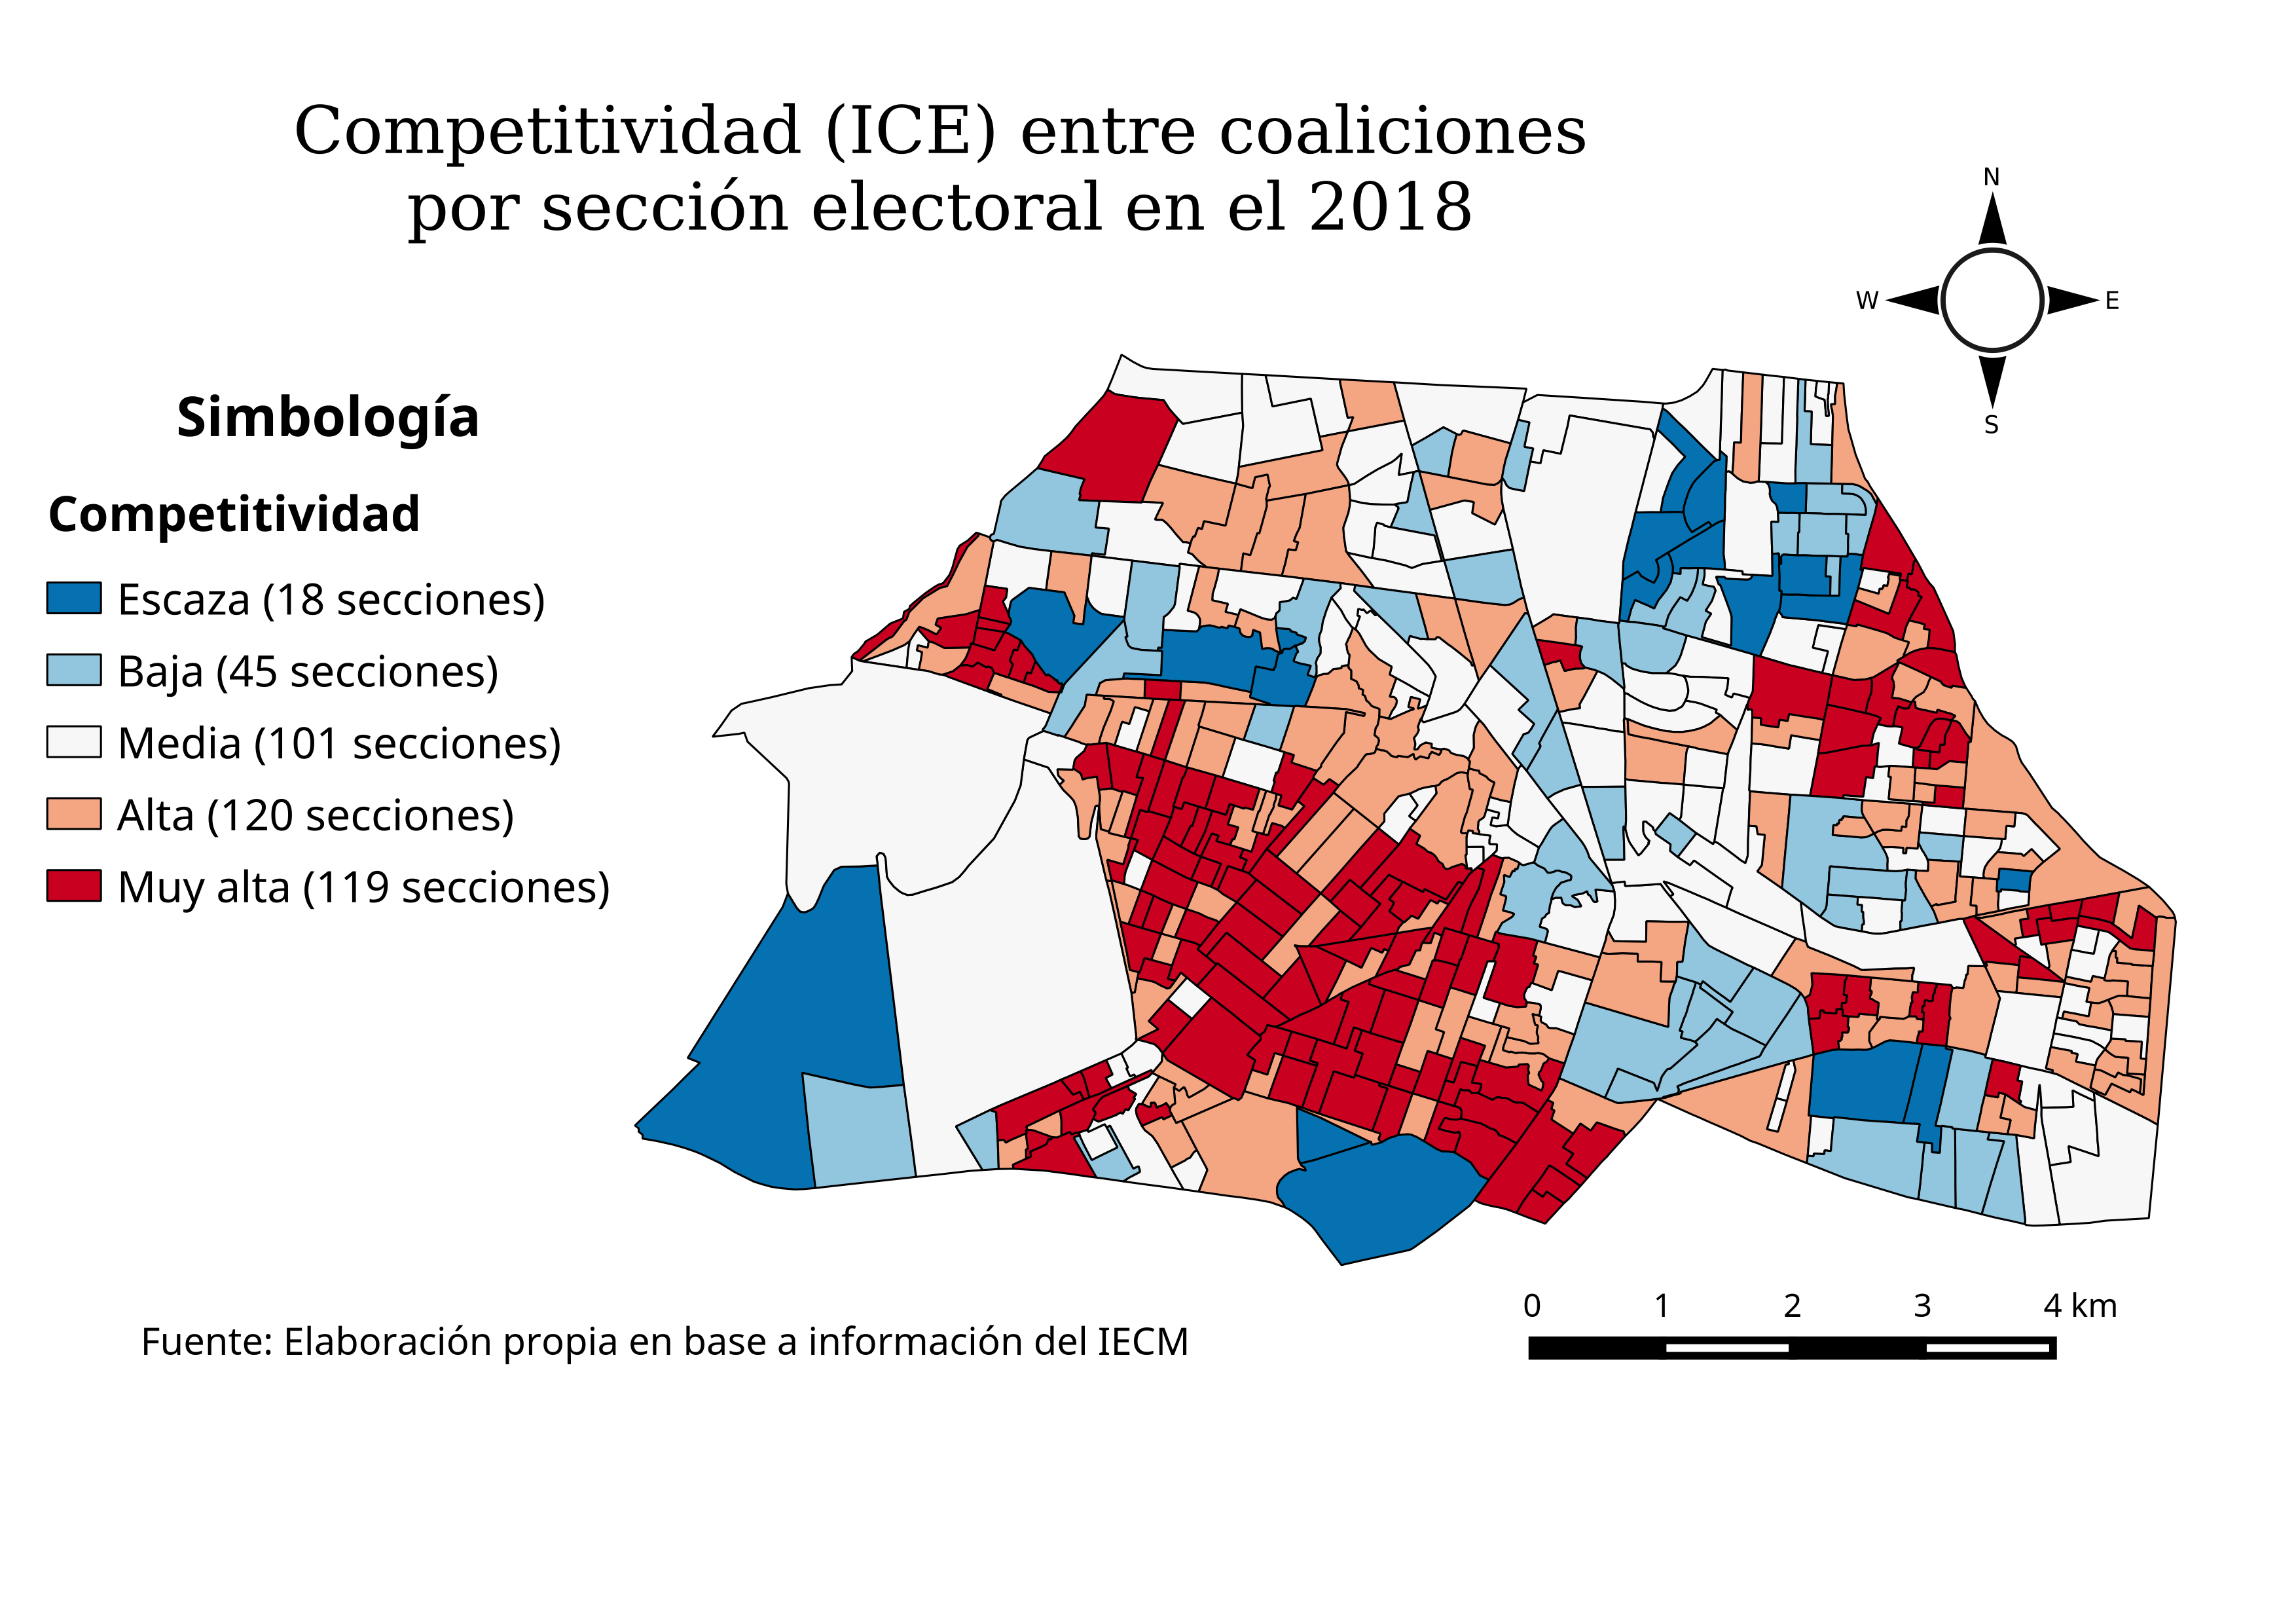 Competitividad (ICE) entre coaliciones
por sección electoral en el 2018
N
W
E
S
Simbología
Competitividad
Escaza (18 secciones)
Baja (45 secciones)
Media (101 secciones)
Alta (120 secciones)
Muy alta (119 secciones)
0 1 2 3 4 km
Fuente: Elaboración propia en base a información del IECM